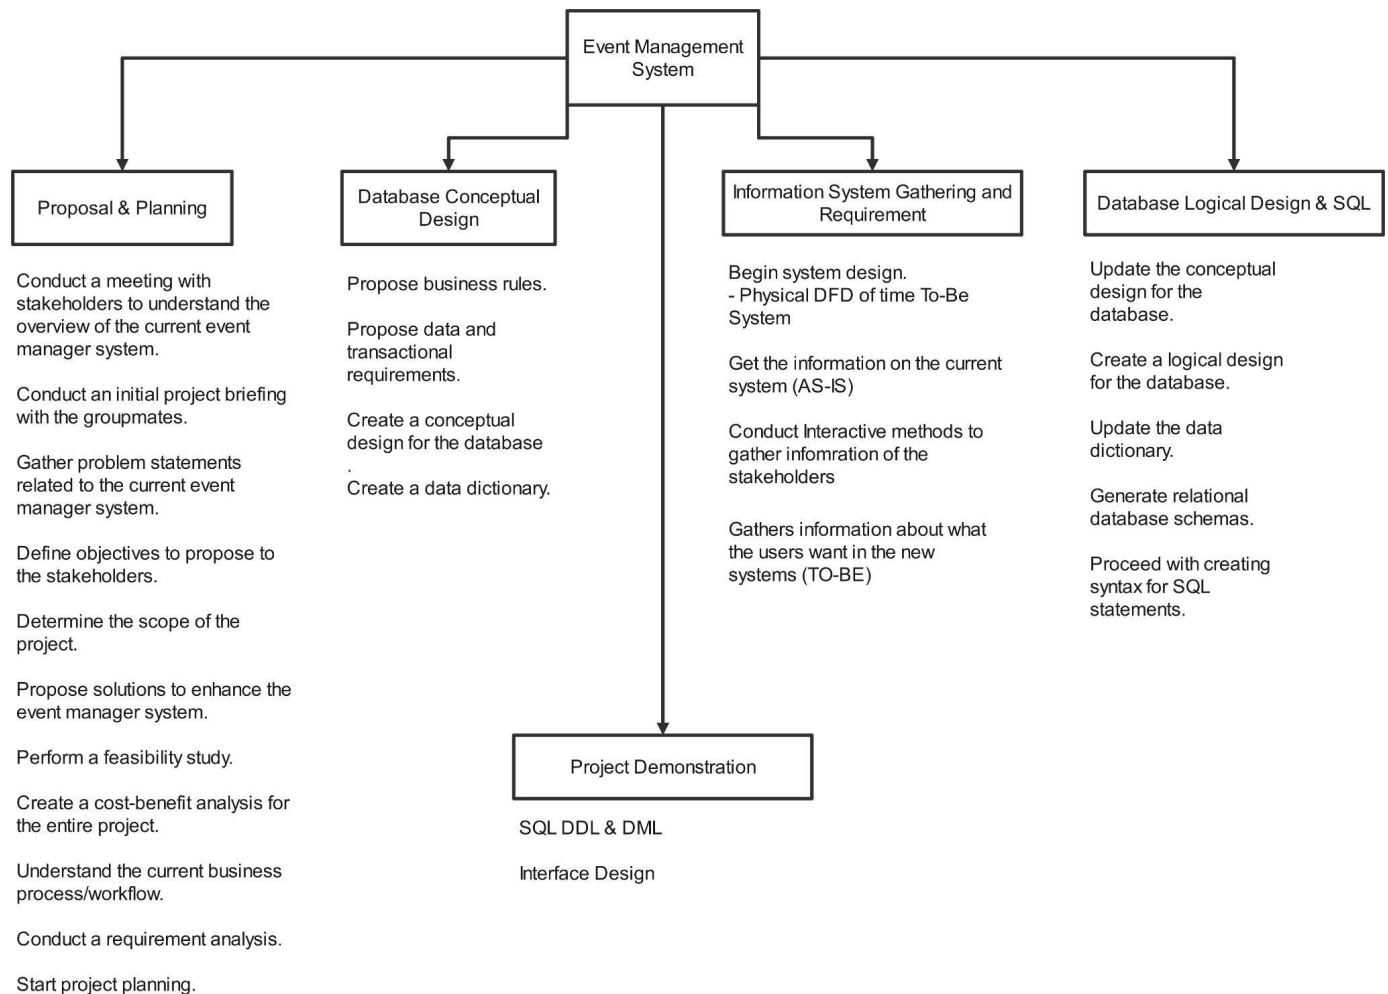 Event Management
System
Proposal & Planning
Conduct a meeting with
stakeholders to understand the
overview of the current event
manager system.
Conduct an initial project briefing
with the groupmates.
Gather problem statements
related to the current event
manager system.
Define objectives to propose to
the stakeholders.
Determine the scope of the
project.
Propose solutions to enhance the
event manager system.
Perform a feasibility study.
Create a cost-benefit analysis for
the entire project.
Understand the current business
process/workflow.
Conduct a requirement analysis.
Start project planning.
Database Conceptual
Design
Propose business rules.
Propose data and
transactional
requirements.
Create a conceptual
design for the database
.
Create a data dictionary.
Information System Gathering and
Requirement
Begin system design.
- Physical DFD of time To-Be
System
Get the information on the current
system (AS-IS)
Conduct Interactive methods to
gather infomration of the
stakeholders
Gathers information about what
the users want in the new
systems (TO-BE)
Database Logical Design & SQL
Update the conceptual
design for the
database.
Create a logical design
for the database.
Update the data
dictionary.
Generate relational
database schemas.
Proceed with creating
syntax for SQL
statements.
Project Demonstration
SQL DDL & DML
Interface Design